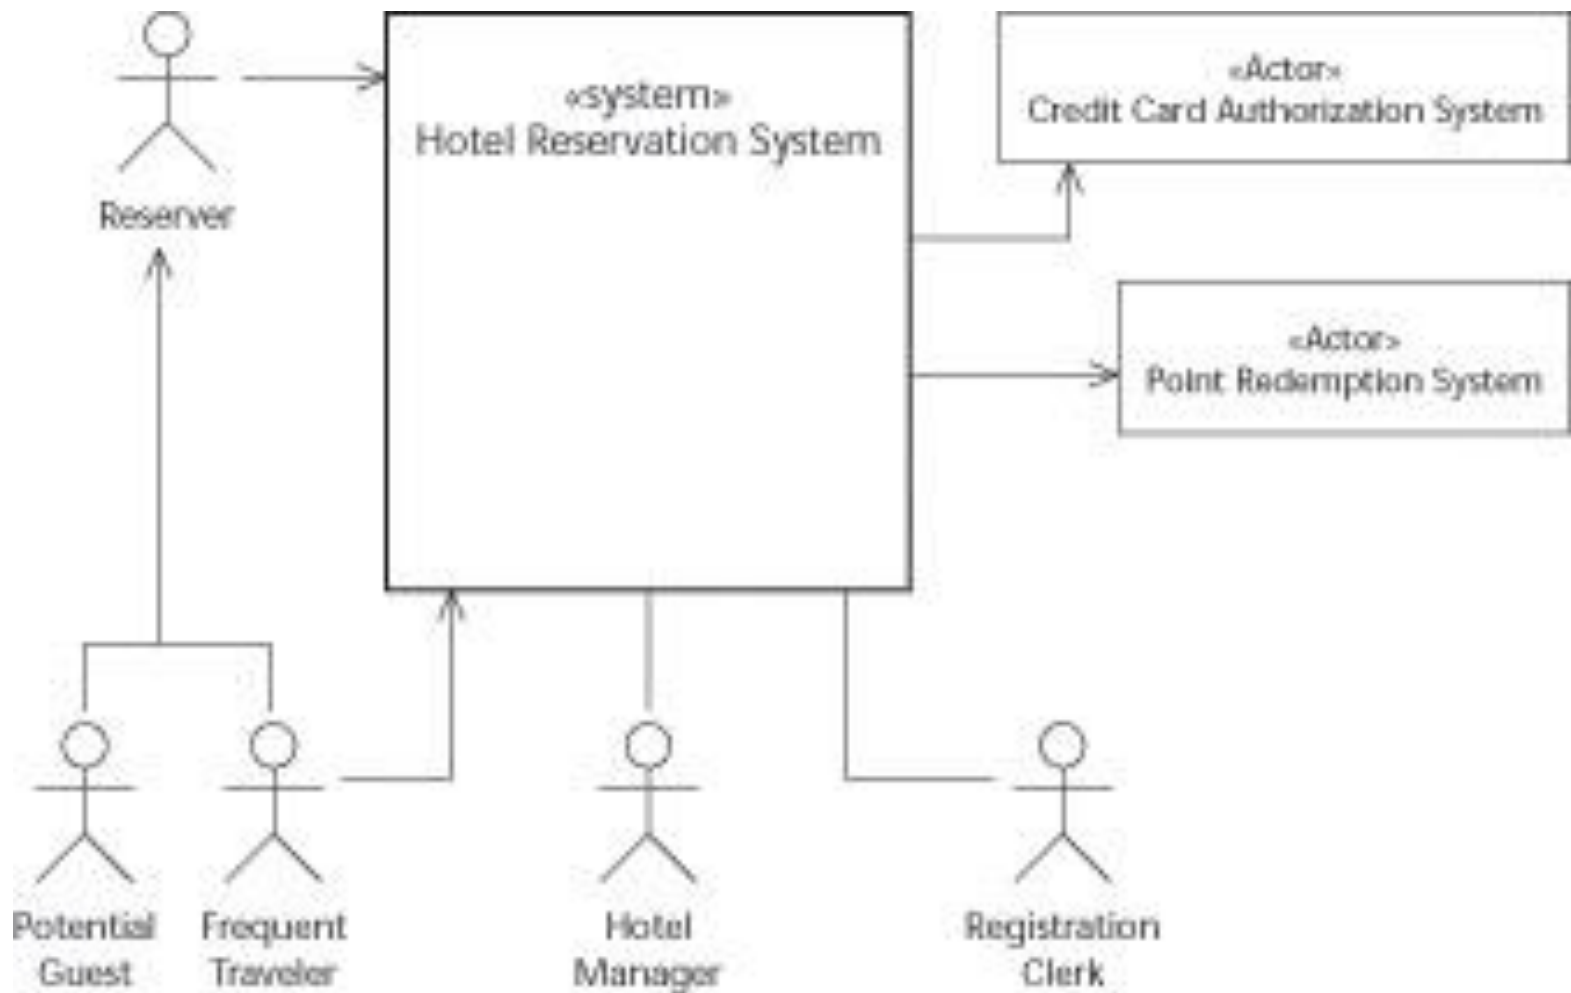 «system»
Hotel Reservation System
«Actor»
Credit Card Authorization System
Reserver
«Actor»
Point Redemption System
Potential
Guest
Frequent
Traveler
Hotel
Manager
Registration
Clerk